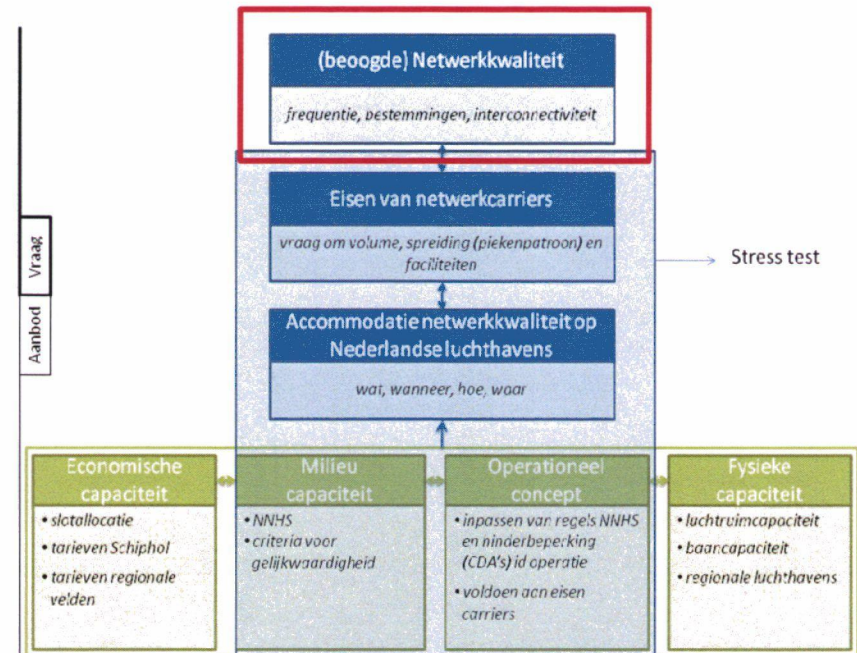 (beoogde) Netwerkkwaliteit
frequentie, bestemmingen, interconnectiviteit
Eisen van netwerkcarriers
vraag om volume, spreiding (piekenpatroon) en
faciliteiten
Stress test
Vraag
Aanbod
Accommodatie netwerkkwaliteit op
Nederlandse luchthavens
wat, wanneer, hoe, waar
Economische
capaciteit
• slotallocatie
• tarieven Schiphol
• tarieven regionale
velden
Milieu
capaciteit
• NNHS
• criteria voor
gelijkwaardigheid
Operationeel
concept
• inpassen van regels NNHS
en hinderbeperking
(CDA's) id operatie
• voldoen aan eisen
carriers
Fysieke
capaciteit
• luchtruimcapaciteit
• baancapaciteit
• regionale luchthavens